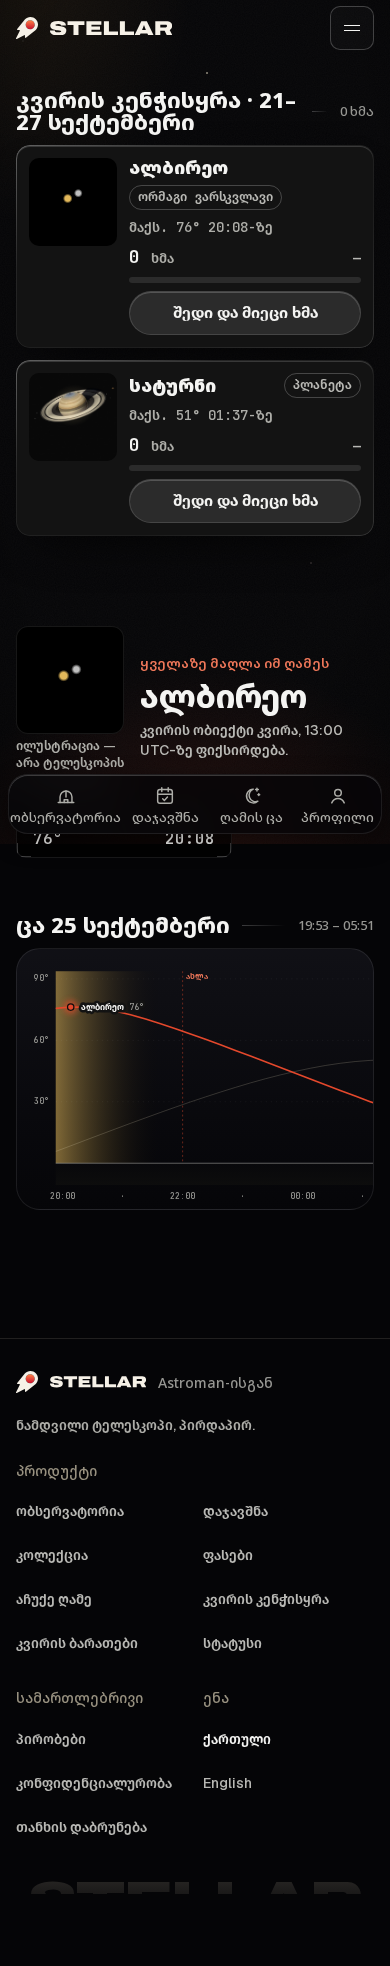 STELLAR
კვირის კენჭისყრა · 21–
27 სექტემბერი
0 ხმა
ალბირეო
ორმაგი ვარსკვლავი
მაქს. 76° 20:08-ზე
0 ხმა –
შედი და მიეცი ხმა
სატურნი
პლანეტა
მაქს. 51° 01:37-ზე
0 ხმა –
შედი და მიეცი ხმა
ყველაზე მაღლა იმ ღამეს
ალბირეო
კვირის ობიექტი კვირა, 13:00
UTC-ზე ფიქსირდება.
ილუსტრაცია —
არა ტელესკოპის
ობსერვატორია დაჯავშნა ღამის ცა პროფილი
76° 20:08
ცა 25 სექტემბერი
19:53 – 05:51
90°
ახლა
ალბირეო 76°
60°
30°
20:00 · 22:00 · 00:00 ·
STELLAR Astroman-ისგან
ნამდვილი ტელესკოპი, პირდაპირ.
პროდუქტი
ობსერვატორია დაჯავშნა
კოლექცია ფასები
აჩუქე ღამე კვირის კენჭისყრა
კვირის ბარათები სტატუსი
სამართლებრივი ენა
პირობები ქართული
კონფიდენციალურობა English
თანხის დაბრუნება
STELLAR